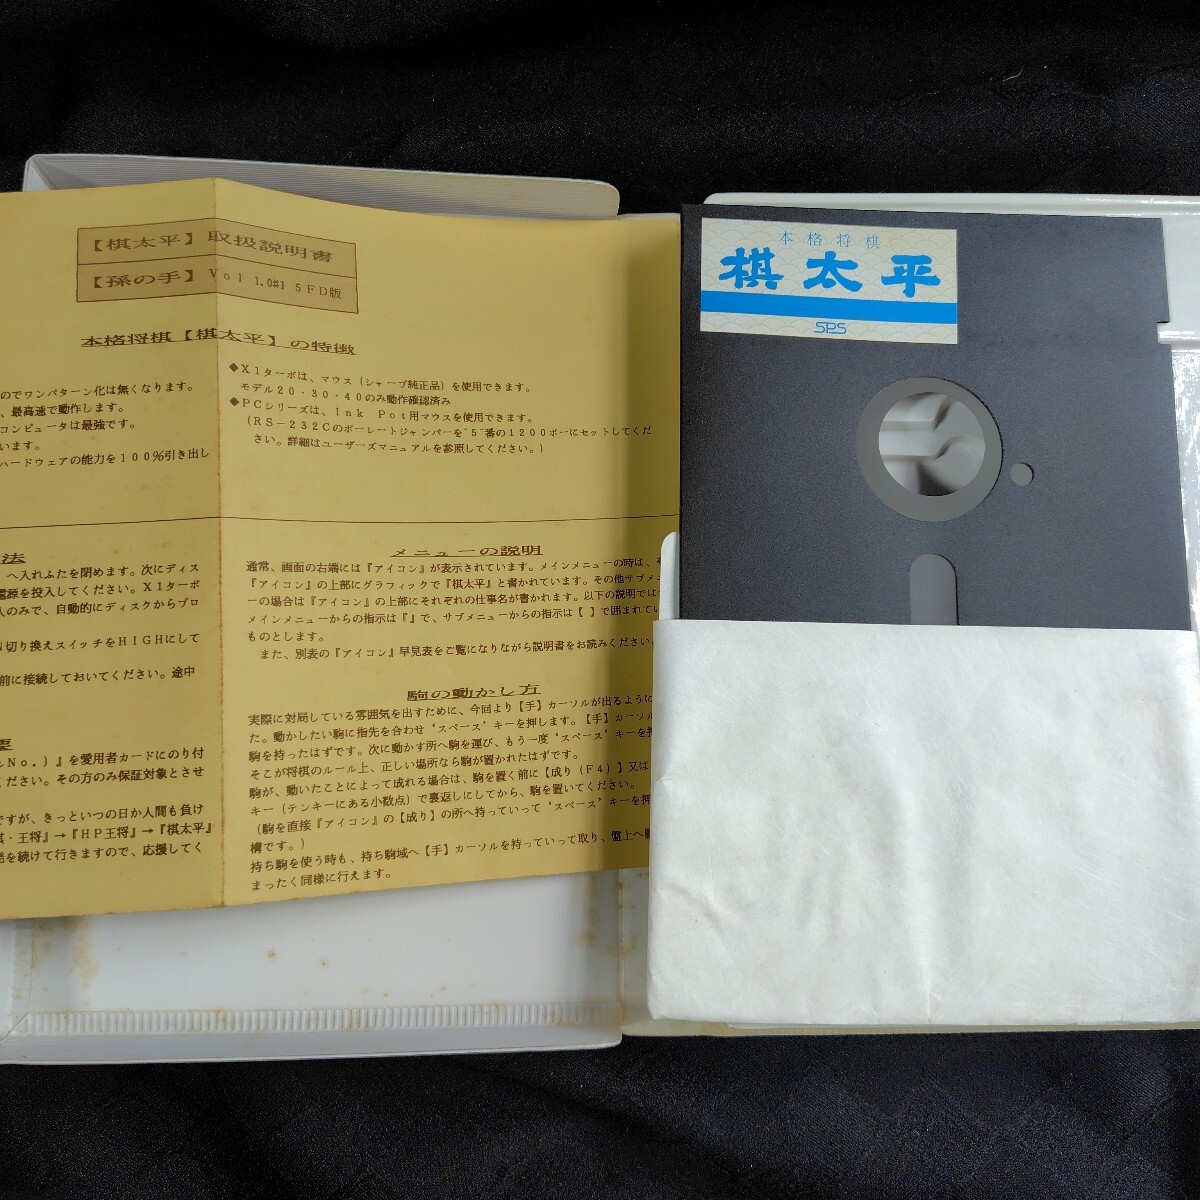 【棋太平】取扱説明書
【孫の手】Vol 1.0#1 5FD版
本格将棋【棋太平】の特徴
のでワンパターン化は無くなります。
、最高速で動作します。
コンピュータは最強です。
います。
ハードウェアの能力を100%引き出し
◆X1ターボは、マウス(シャープ純正品)を使用できます。
モデル20・30・40のみ動作確認済み
◆PCシリーズは、Ink Pot用マウスを使用できます。
(RS-232Cのボーレートジャンパーを"5"番の1200ボーにセットしてくだ
さい。詳細はユーザーズマニュアルを参照してください。)
法
へ入れふたを閉めます。次にディス
電源を投入してください。X1ターボ
入のみで、自動的にディスクからプロ
切り換えスイッチをHIGHにして
前に接続しておいてください。途中
ルNo.)』を愛用者カードにのり付
ください。その方のみ保証対象とさせ
ですが、きっといつの日か人間も負け
棋・王将』→『HP王将』→『棋太平』
発を続けて行きますので、応援してく
メニューの説明
通常、画面の右端には『アイコン』が表示されています。メインメニューの時は、
『アイコン』の上部にグラフィックで『棋太平』と書かれています。その他サブメニ
ーの場合は『アイコン』の上部にそれぞれの仕事名が書かれます。以下の説明では
メインメニューからの指示は『』で、サブメニューからの指示は【】で囲まれてい
ものとします。
また、別表の『アイコン』早見表をご覧になりながら説明書をお読みください。
駒の動かし方
実際に対局している雰囲気を出すために、今回より【手】カーソルが出るように
た。動かしたい駒に指先を合わせ'スペース'キーを押します。【手】カーソル
駒を持ったはずです。次に動かす所へ駒を運び、もう一度'スペース'キーを押
そこが将棋のルール上、正しい場所なら駒が置かれたはずです。
駒が、動いたことによって成れる場合は、駒を置く前に【成り(F4)】又は
キー(テンキーにある小数点)で裏返しにしてから、駒を置いてください。
(駒を直接『アイコン』の【成り】の所へ持っていって'スペース'キーを押
構です。)
持ち駒を使う時も、持ち駒域へ【手】カーソルを持っていって取り、盤上へ
まったく同様に行えます。
本格将棋
棋太平
SPS